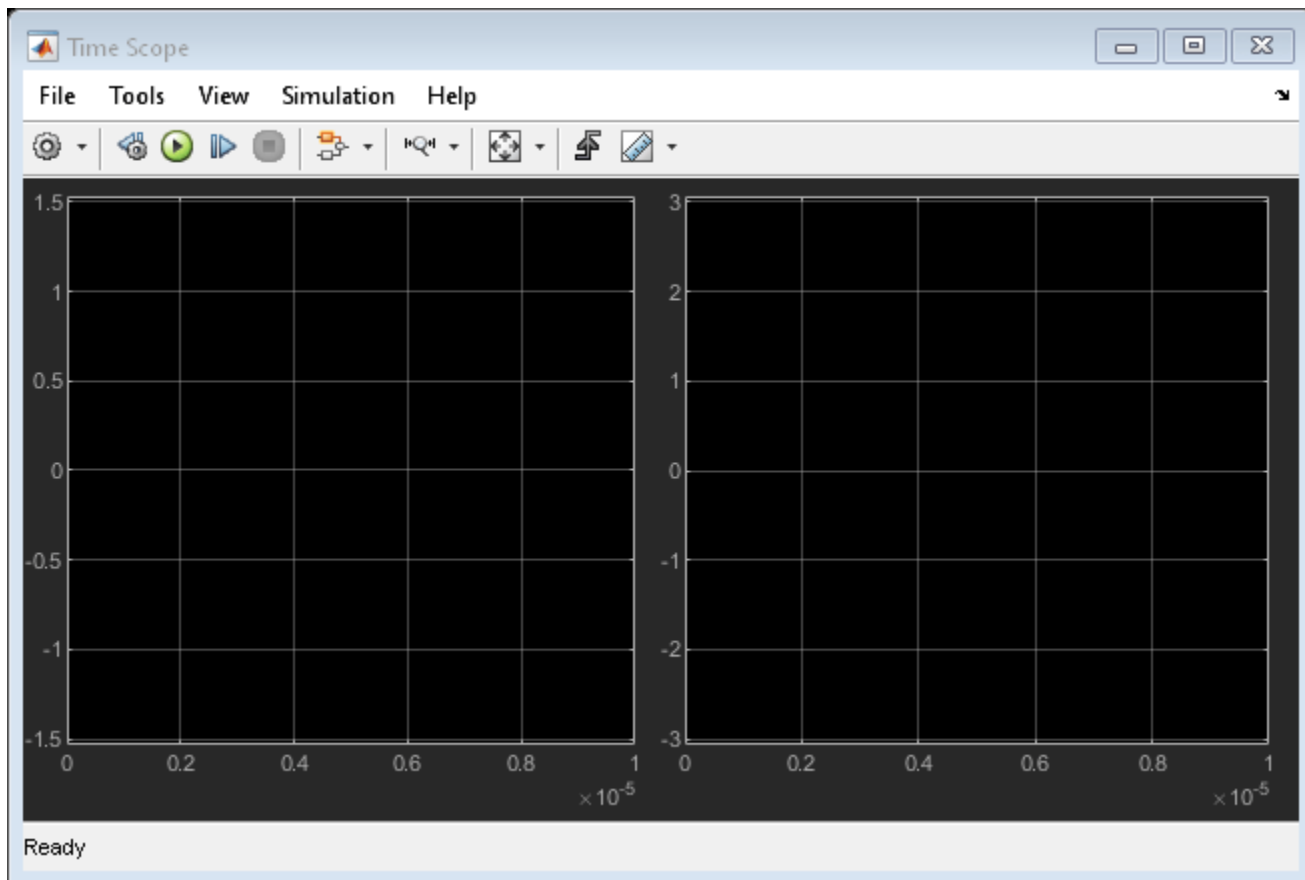 Time Scope
File Tools View Simulation Help
1.5 3
1 2
0.5 1
0 0
-0.5 -1
-1 -2
-1.5 -3
0 0.2 0.4 0.6 0.8 1 0 0.2 0.4 0.6 0.8 1
×10⁻⁵ ×10⁻⁵
Ready